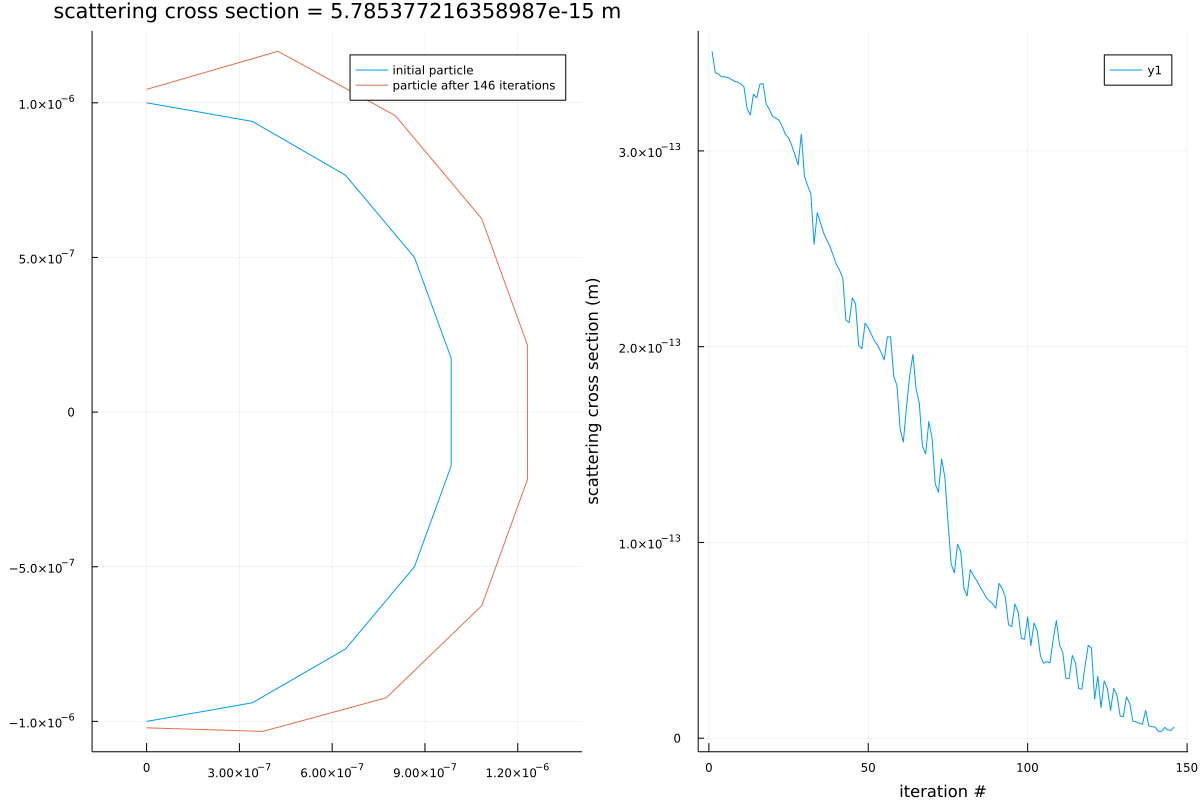 scattering cross section = 5.785377216358987e-15 m
initial particle
particle after 146 iterations
1.0×10⁻⁶
5.0×10⁻⁷
0
−5.0×10⁻⁷
−1.0×10⁻⁶
0 3.00×10⁻⁷ 6.00×10⁻⁷ 9.00×10⁻⁷ 1.20×10⁻⁶
scattering cross section (m)
y1
3.0×10⁻¹³
2.0×10⁻¹³
1.0×10⁻¹³
0
0 50 100 150
iteration #